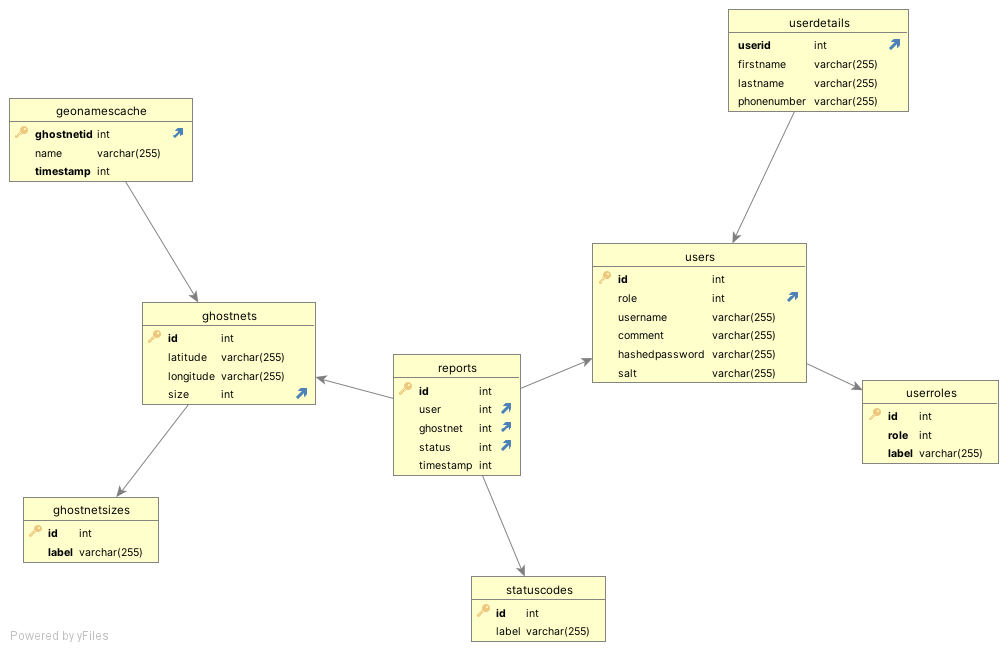 userdetails
userid int
firstname varchar(255)
lastname varchar(255)
phonenumber varchar(255)
geonamescache
ghostnetid int
name varchar(255)
timestamp int
users
id int
role int
username varchar(255)
comment varchar(255)
hashedpassword varchar(255)
salt varchar(255)
ghostnets
id int
latitude varchar(255)
longitude varchar(255)
size int
reports
id int
user int
ghostnet int
status int
timestamp int
userroles
id int
role int
label varchar(255)
ghostnetsizes
id int
label varchar(255)
statuscodes
id int
label varchar(255)
Powered by yFiles